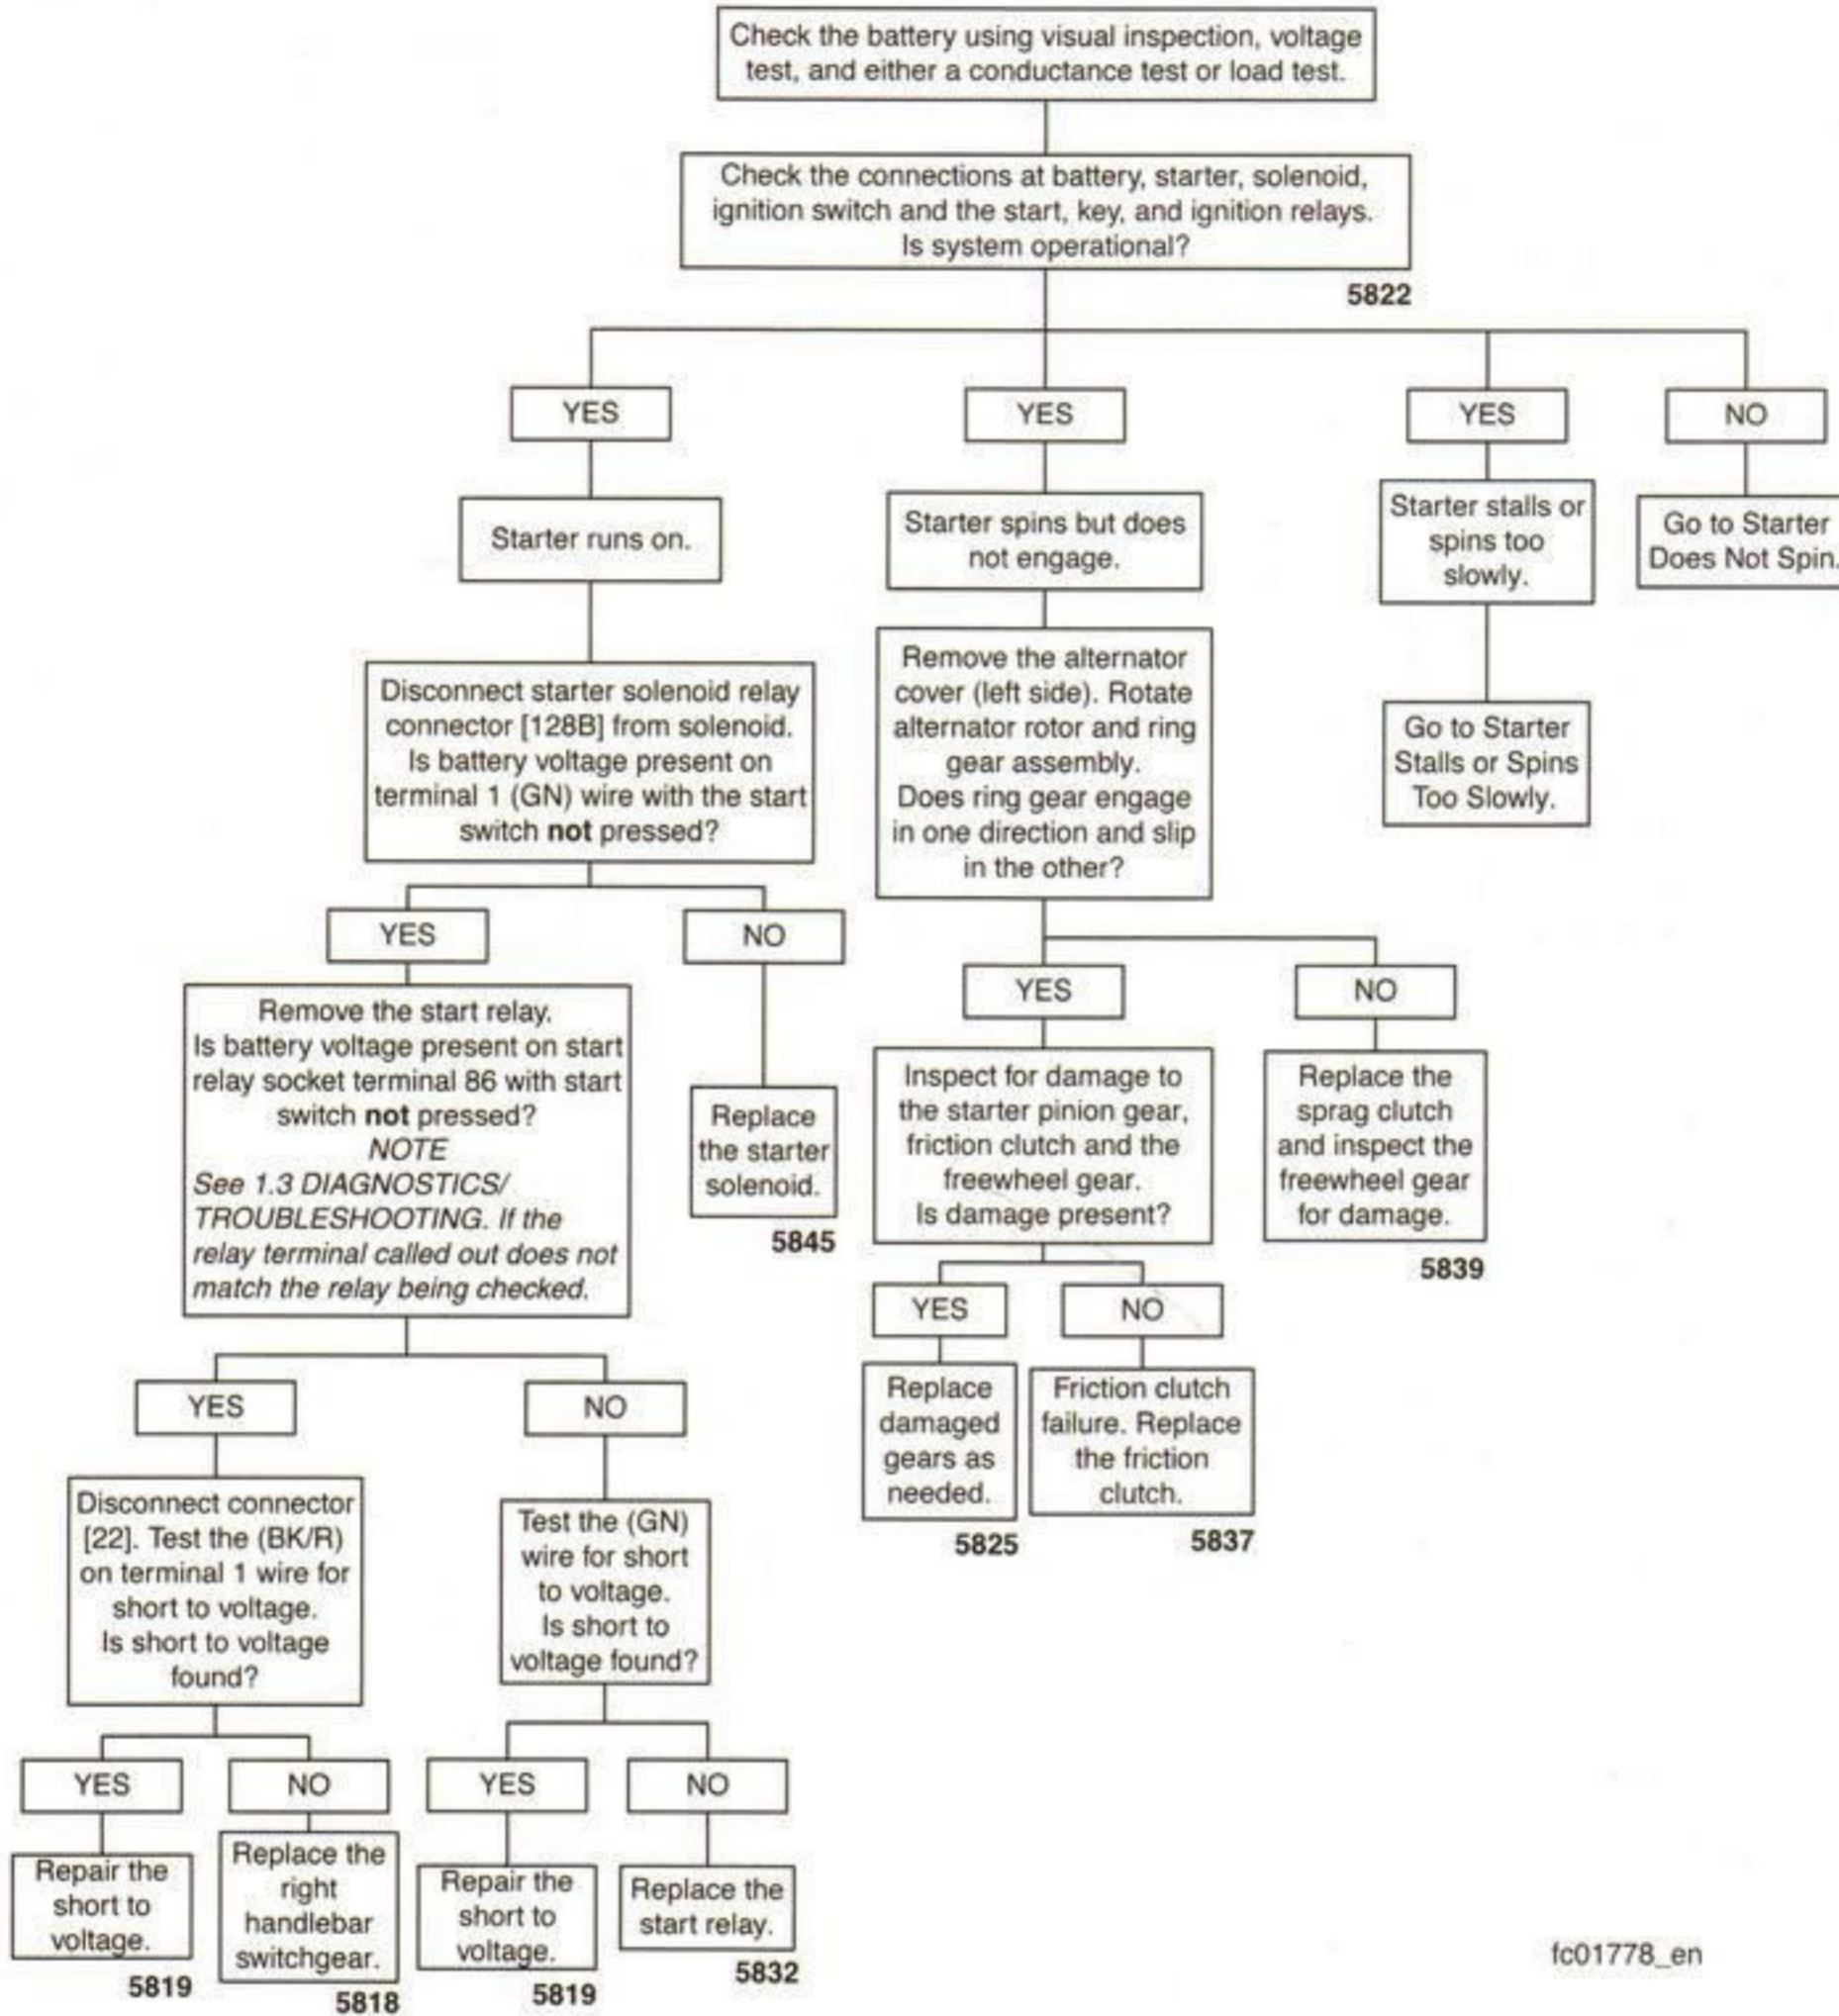 Check the battery using visual inspection, voltage
test, and either a conductance test or load test.
Check the connections at battery, starter, solenoid,
ignition switch and the start, key, and ignition relays.
Is system operational?
5822
YES
YES
YES
NO
Starter runs on.
Starter spins but does
not engage.
Starter stalls or
spins too
slowly.
Go to Starter
Does Not Spin.
Disconnect starter solenoid relay
connector [128B] from solenoid.
Is battery voltage present on
terminal 1 (GN) wire with the start
switch not pressed?
Remove the alternator
cover (left side). Rotate
alternator rotor and ring
gear assembly.
Does ring gear engage
in one direction and slip
in the other?
Go to Starter
Stalls or Spins
Too Slowly.
YES
NO
YES
NO
Remove the start relay.
Is battery voltage present on start
relay socket terminal 86 with start
switch not pressed?
NOTE
See 1.3 DIAGNOSTICS/
TROUBLESHOOTING. If the
relay terminal called out does not
match the relay being checked.
Replace
the starter
solenoid.
5845
Inspect for damage to
the starter pinion gear,
friction clutch and the
freewheel gear.
Is damage present?
Replace the
sprag clutch
and inspect the
freewheel gear
for damage.
5839
YES
NO
Replace
damaged
gears as
needed.
5825
Friction clutch
failure. Replace
the friction
clutch.
5837
YES
NO
Disconnect connector
[22]. Test the (BK/R)
on terminal 1 wire for
short to voltage.
Is short to voltage
found?
Test the (GN)
wire for short
to voltage.
Is short to
voltage found?
YES
NO
YES
NO
Repair the
short to
voltage.
5819
Replace the
right
handlebar
switchgear.
5818
Repair the
short to
voltage.
5819
Replace the
start relay.
5832
fc01778_en